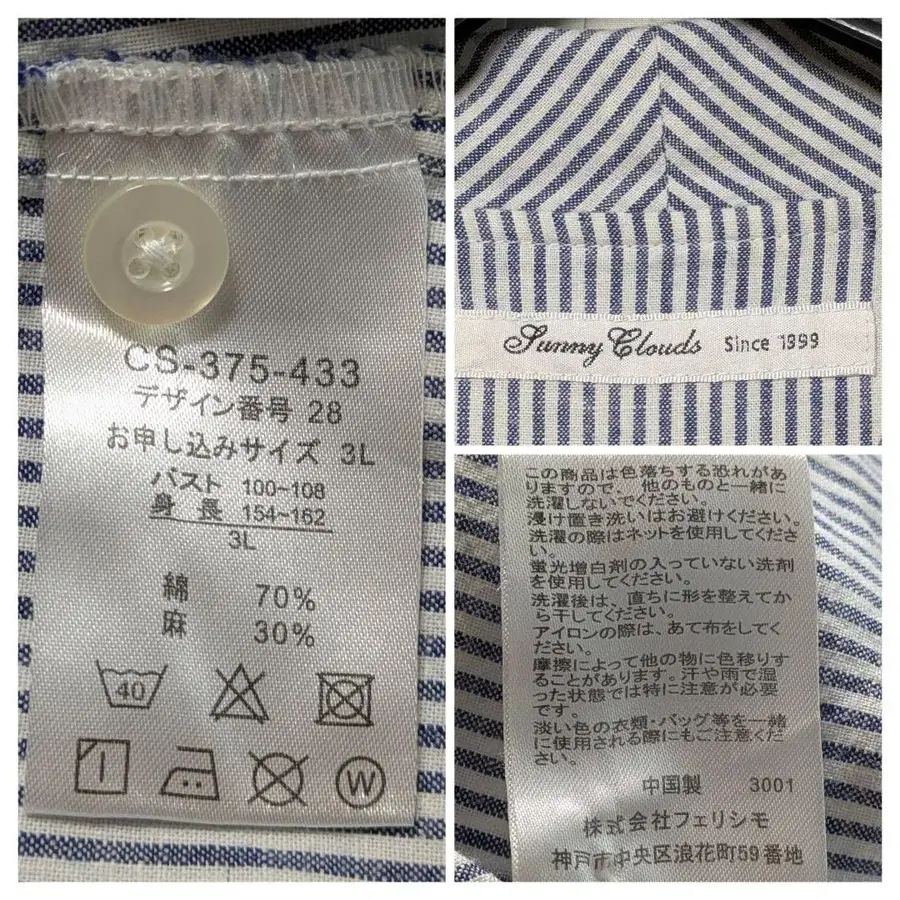 CS-375-433
デザイン番号 28
お申し込みサイズ 3L
バスト 100~108
身長 154~162
3L
綿 70%
麻 30%
40
W
Sunny Clouds Since 1999
この商品は色落ちする恐れがあ
りますので、他のものと一緒に
洗濯しないでください。
浸け置き洗いはお避けください。
洗濯の際はネットを使用してくださ
い。
蛍光増白剤の入っていない洗剤
を使用してください。
洗濯後は、直ちに形を整えてか
ら干してください。
アイロンの際は、あて布をしてく
ださい。
摩擦によって他の物に色移りす
ることがあります。汗や雨で湿
った状態では特に注意が必要
です。
淡い色の衣類・バッグ等を一緒
に使用される際にもご注意くだ
さい。
中国製 3001
株式会社フェリシモ
神戸市中央区浪花町59番地